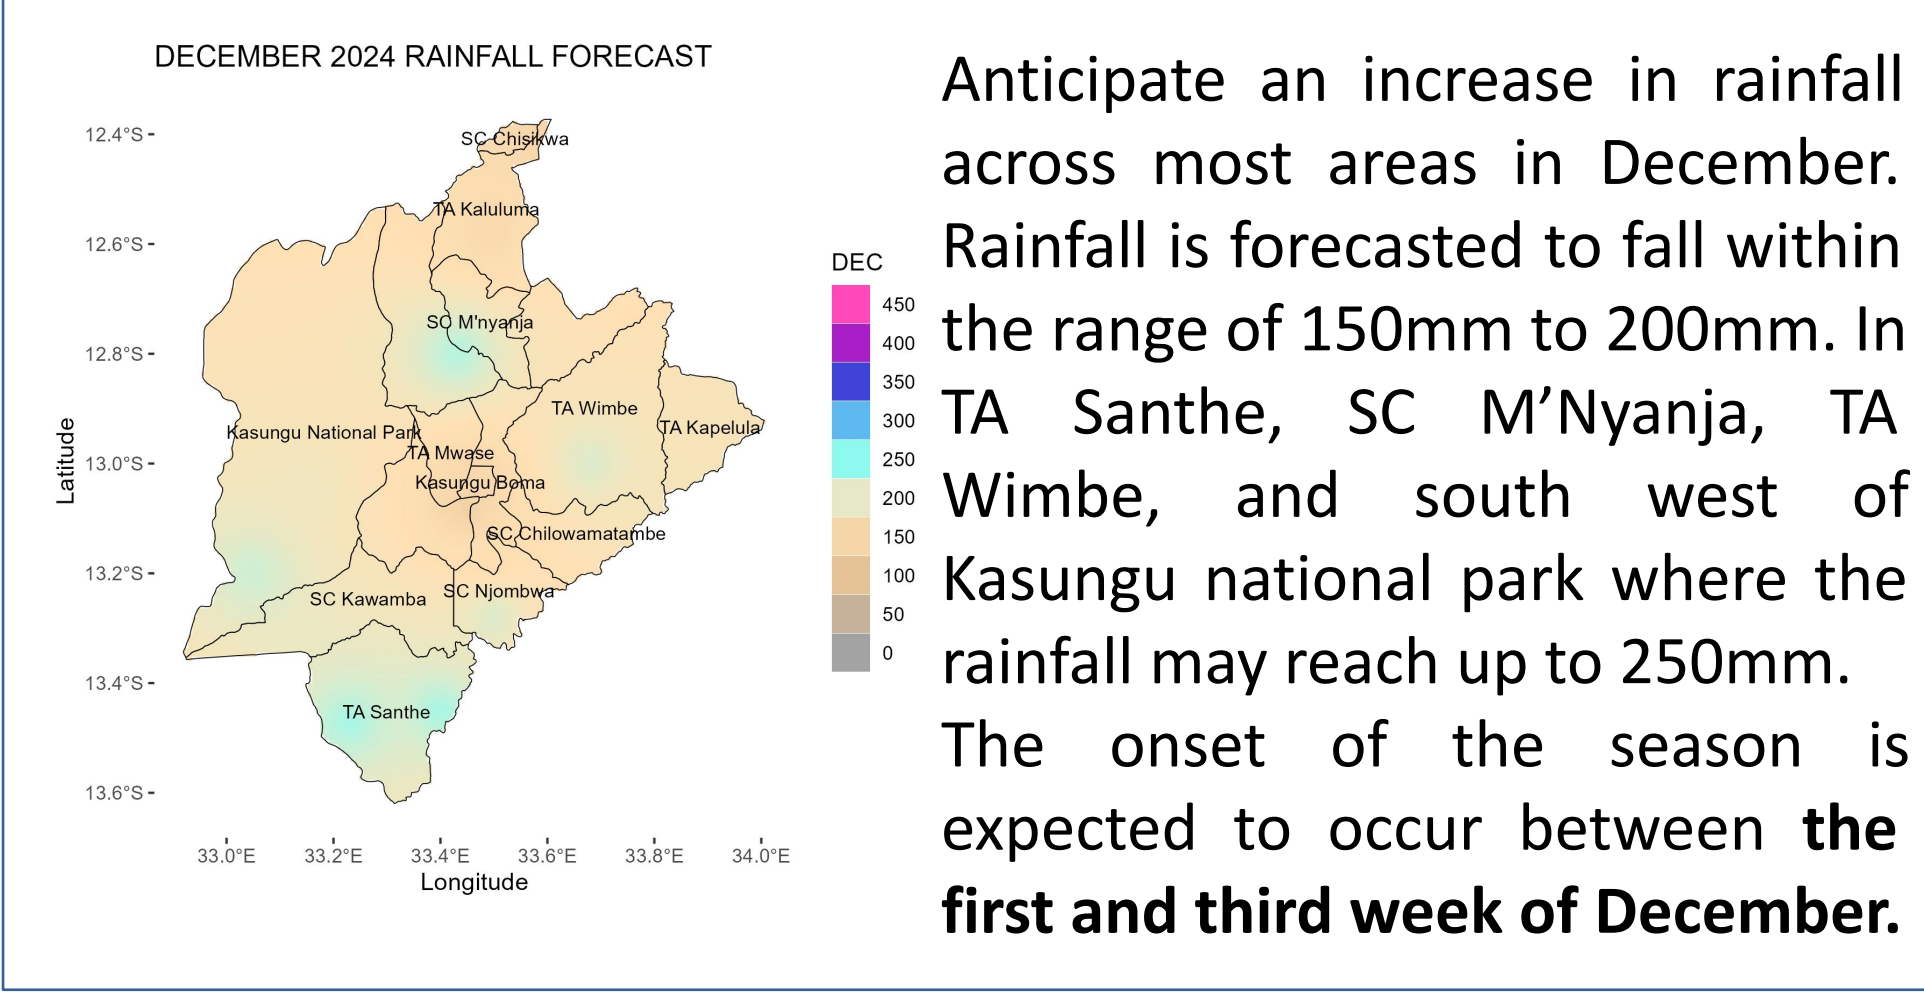 DECEMBER 2024 RAINFALL FORECAST
12.4°S
12.6°S
12.8°S
13.0°S
13.2°S
13.4°S
13.6°S
Latitude
SC Chisikwa
TA Kaluluma
SC M'nyanja
TA Wimbe
TA Kapelula
Kasungu National Park
TA Mwase
Kasungu Boma
SC Chilowamatambe
SC Njombwa
SC Kawamba
TA Santhe
33.0°E 33.2°E 33.4°E 33.6°E 33.8°E 34.0°E
Longitude
DEC
450
400
350
300
250
200
150
100
50
0
Anticipate an increase in rainfall
across most areas in December.
Rainfall is forecasted to fall within
the range of 150mm to 200mm. In
TA Santhe, SC M’Nyanja, TA
Wimbe, and south west of
Kasungu national park where the
rainfall may reach up to 250mm.
The onset of the season is
expected to occur between the
first and third week of December.